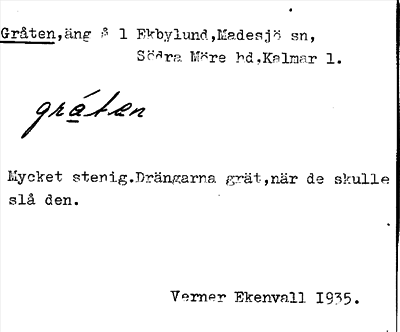 Gråten,äng å 1 Ekbylund,Madesjö sn,
Södra Möre hd,Kalmar l.
gråten
Mycket stenig.Drängarna grät,när de skulle
slå den.
Verner Ekenvall I935.